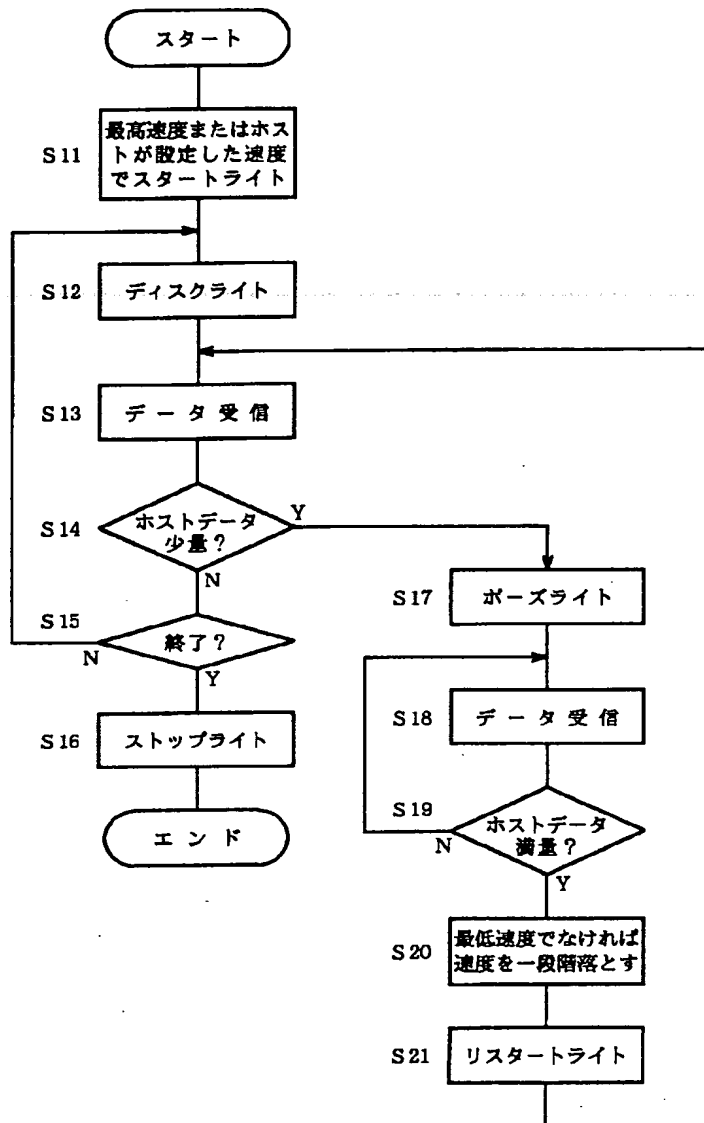 スタート
S11
最高速度またはホス
トが設定した速度
でスタートライト
S12
ディスクライト
S13
データ受信
S14
ホストデータ
少量?
Y
N
S15
終了?
N
Y
S16
ストップライト
エンド
S17
ポーズライト
S18
データ受信
S19
ホストデータ
満量?
N
Y
S20
最低速度でなければ
速度を一段階落とす
S21
リスタートライト